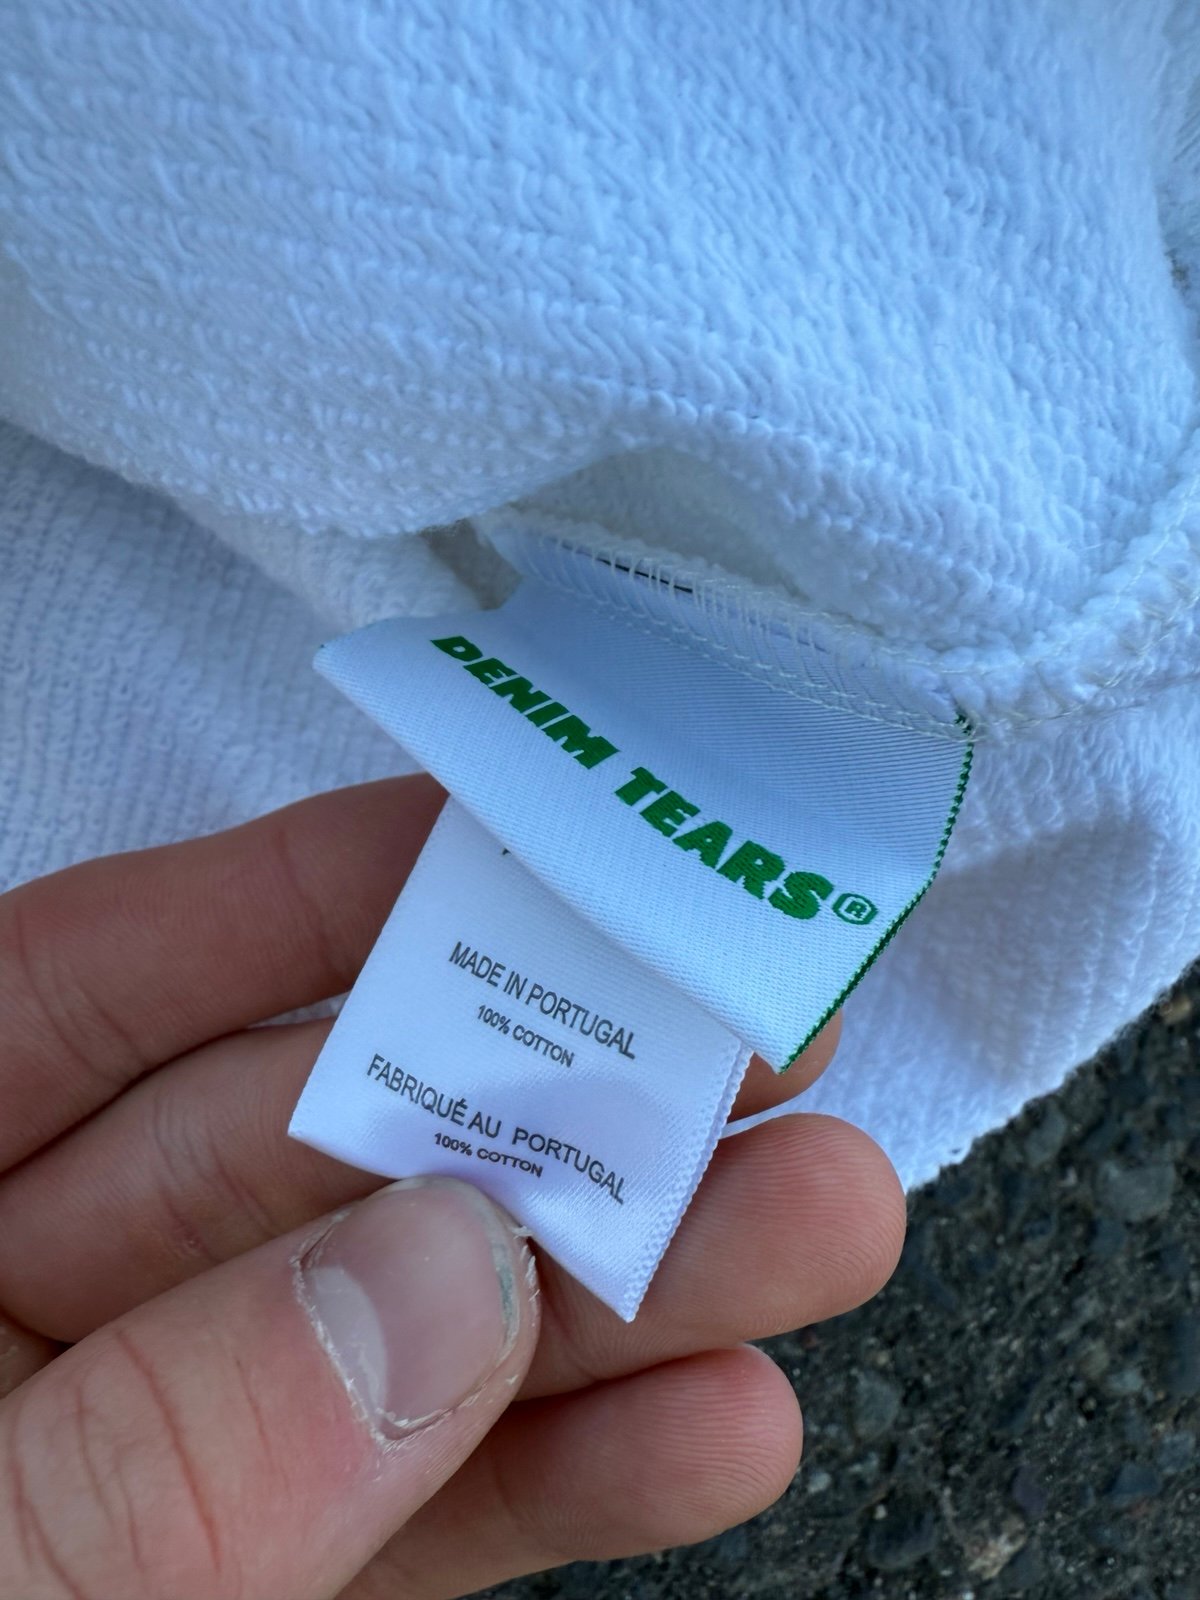 DENIM TEARS®
MADE IN PORTUGAL
100% COTTON
FABRIQUÉ AU PORTUGAL
100% COTTON